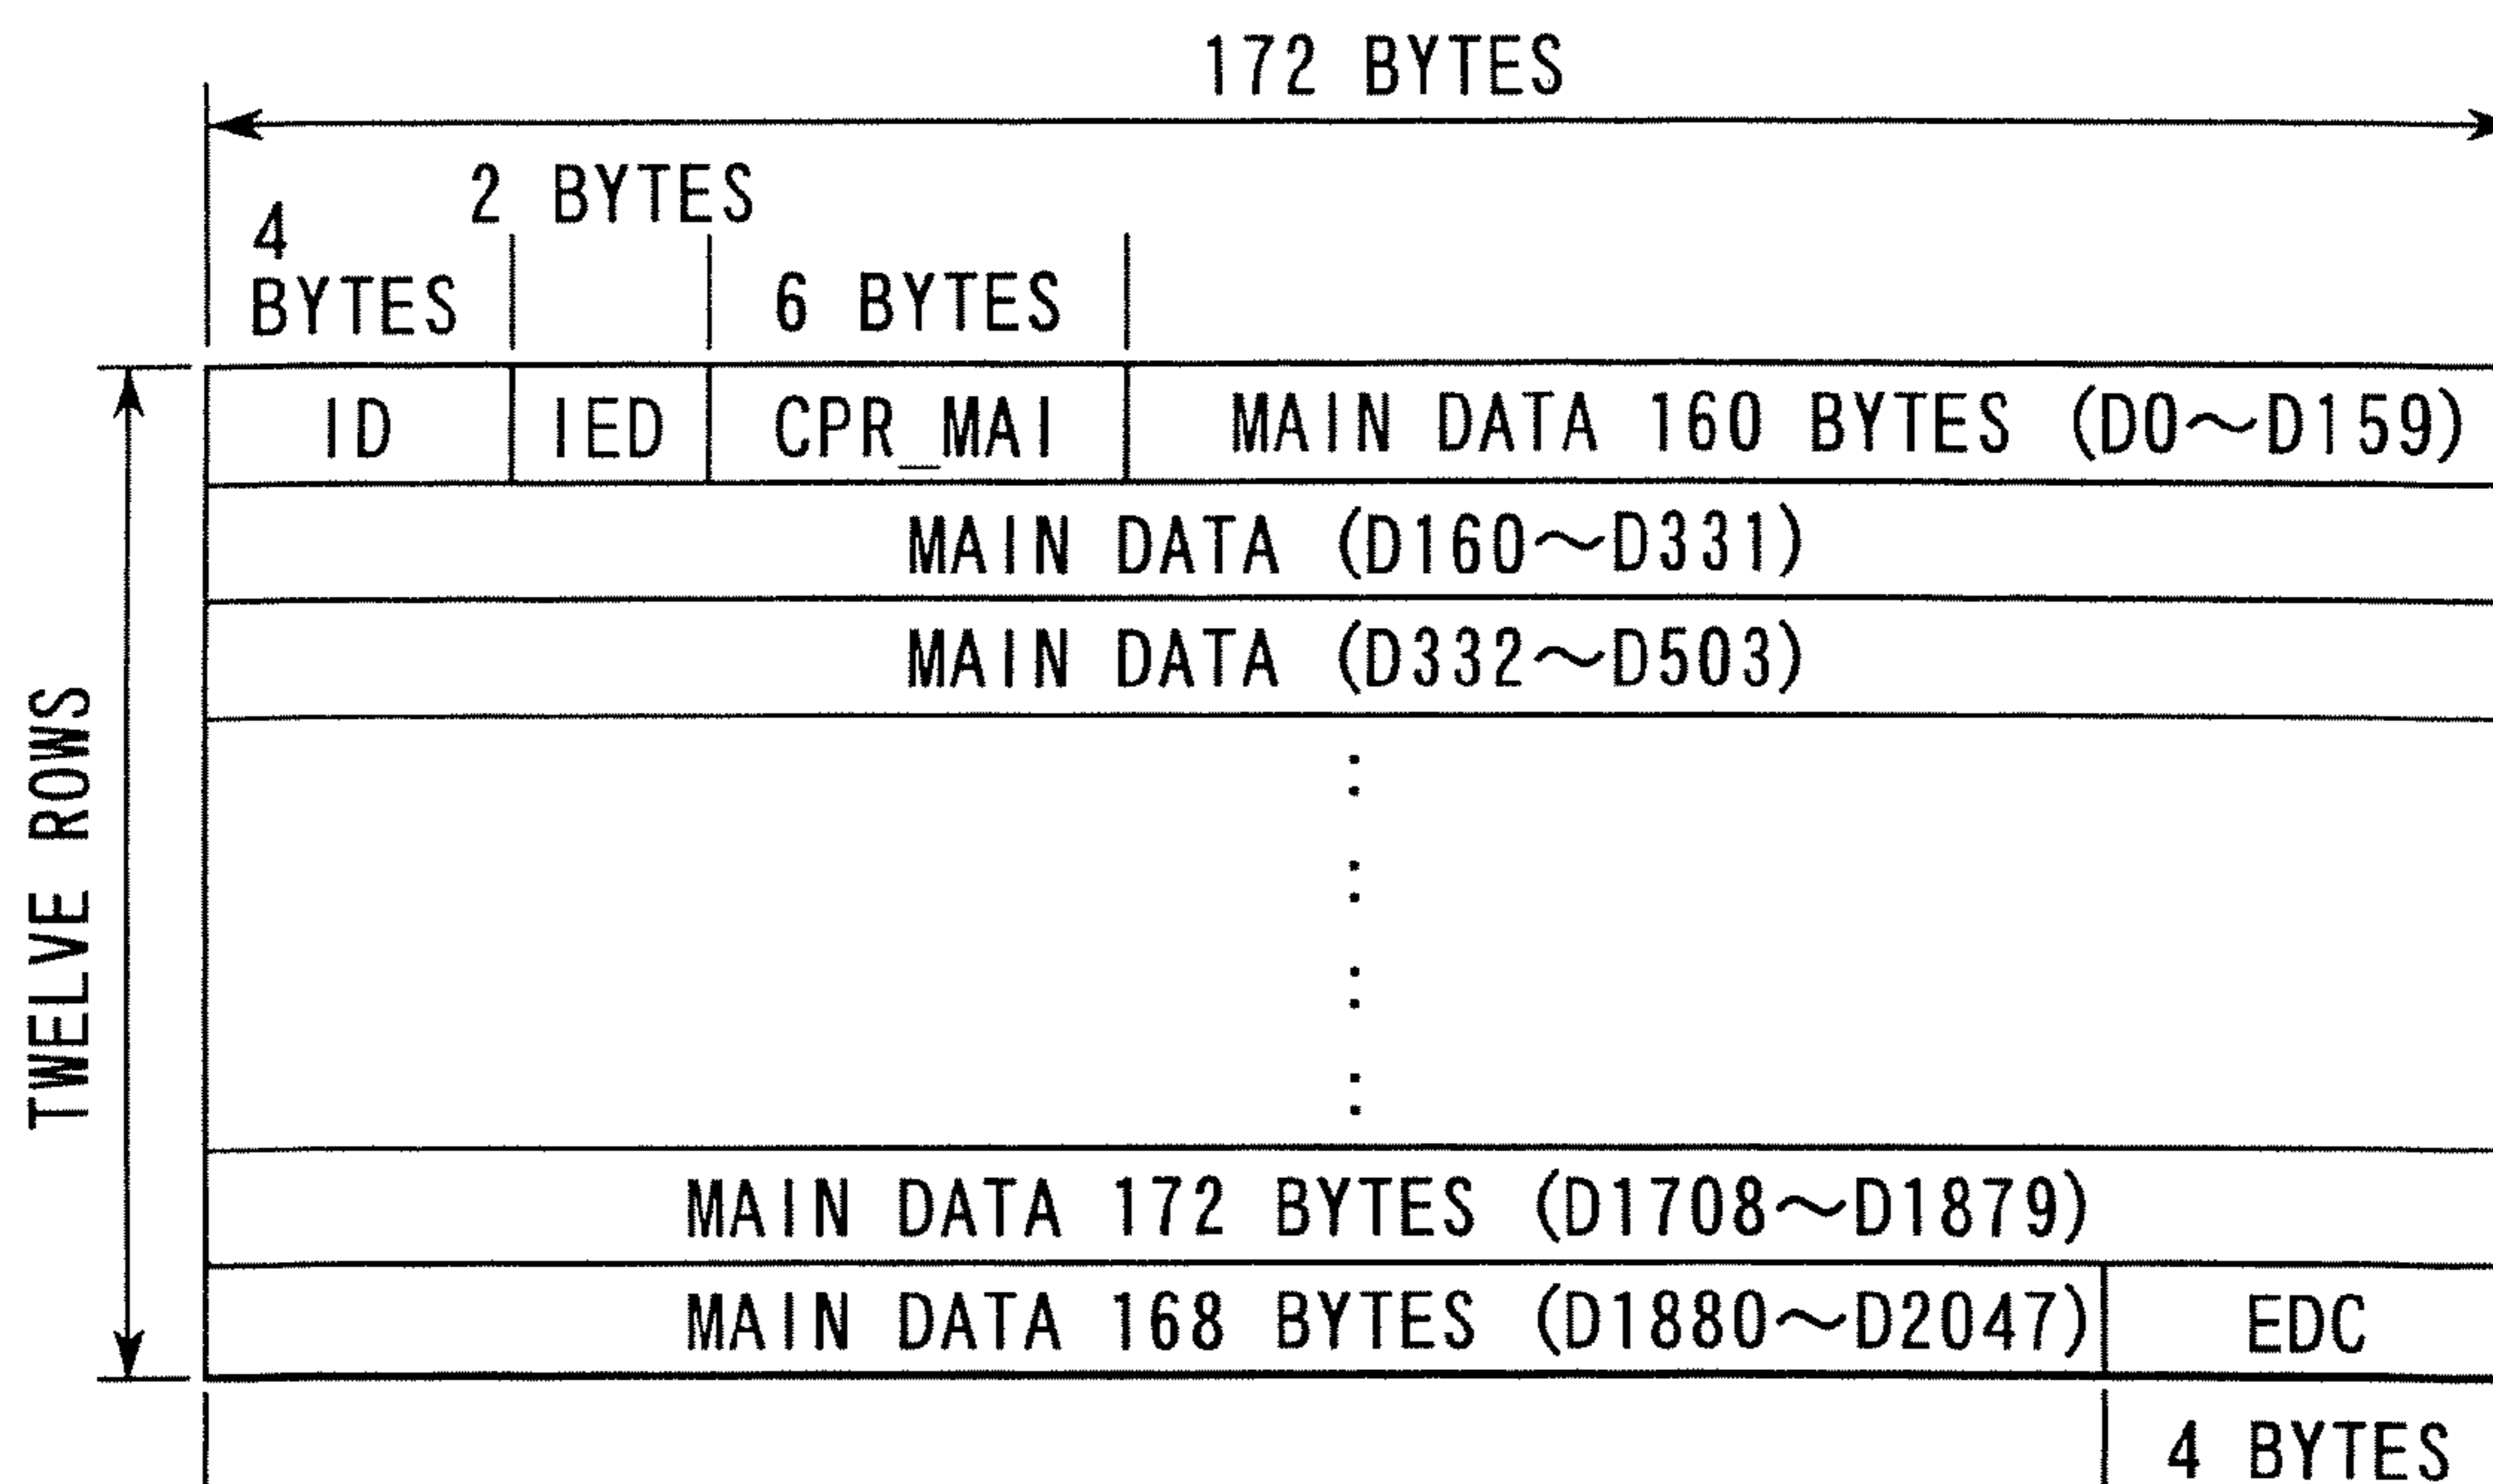 172 BYTES
2 BYTES
4
BYTES
6 BYTES
ID IED CPR_MAI MAIN DATA 160 BYTES (D0～D159)
MAIN DATA (D160～D331)
MAIN DATA (D332～D503)
TWELVE ROWS
MAIN DATA 172 BYTES (D1708～D1879)
MAIN DATA 168 BYTES (D1880～D2047) EDC
4 BYTES